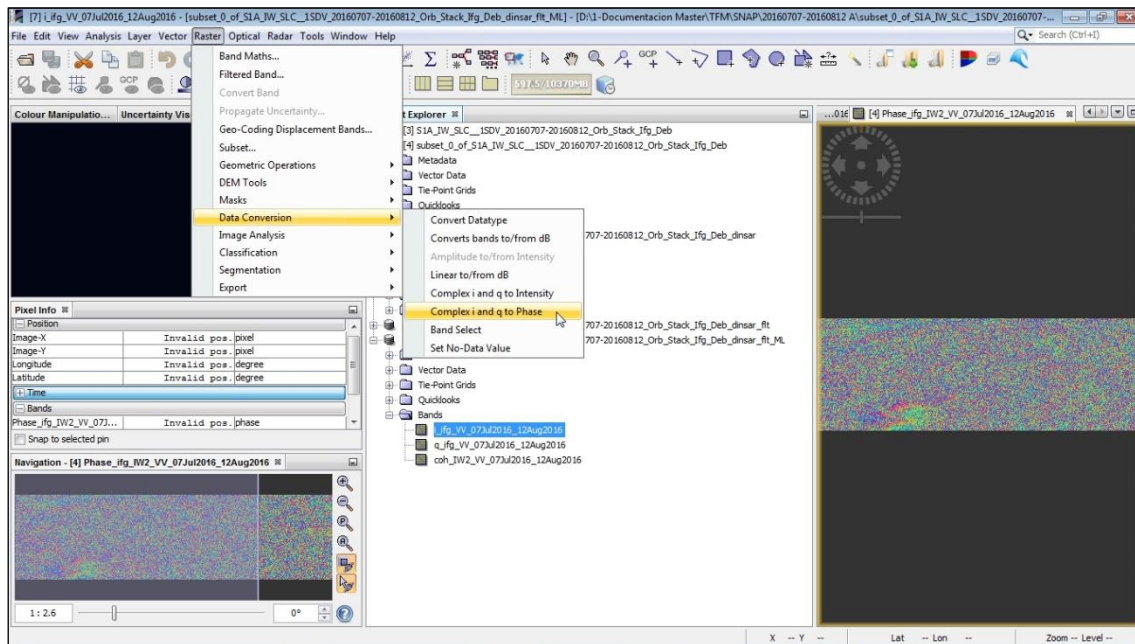 [7] i_ifg_VV_07Jul2016_12Aug2016 - [subset_0_of_S1A_IW_SLC__1SDV_20160707-20160812_Orb_Stack_Ifg_Deb_dinsar_flt_ML] - [D:\1-Documentacion Master\TFM\SNAP\20160707-20160812 A\subset_0_of_S1A_IW_SLC__1SDV_20160707-...
File Edit View Analysis Layer Vector Raster Optical Radar Tools Window Help
Search (Ctrl+I)
Band Maths...
Filtered Band...
Convert Band
Propagate Uncertainty...
Geo-Coding Displacement Bands...
Subset...
Geometric Operations
DEM Tools
Masks
Data Conversion
Image Analysis
Classification
Segmentation
Export
Convert Datatype
Converts bands to/from dB
Amplitude to/from Intensity
Linear to/from dB
Complex i and q to Intensity
Complex i and q to Phase
Band Select
Set No-Data Value
GCP
GCP
597.5/10370MB
Colour Manipulatio... Uncertainty Vis
t Explorer
[3] S1A_IW_SLC__1SDV_20160707-20160812_Orb_Stack_Ifg_Deb
[4] subset_0_of_S1A_IW_SLC__1SDV_20160707-20160812_Orb_Stack_Ifg_Deb
Metadata
Vector Data
Tie-Point Grids
Quicklooks
707-20160812_Orb_Stack_Ifg_Deb_dinsar
707-20160812_Orb_Stack_Ifg_Deb_dinsar_flt
707-20160812_Orb_Stack_Ifg_Deb_dinsar_flt_ML
Vector Data
Tie-Point Grids
Quicklooks
Bands
i_ifg_VV_07Jul2016_12Aug2016
q_ifg_VV_07Jul2016_12Aug2016
coh_IW2_VV_07Jul2016_12Aug2016
...016 [4] Phase_ifg_IW2_VV_07Jul2016_12Aug2016
Pixel Info
Position
Image-X Invalid pos. pixel
Image-Y Invalid pos. pixel
Longitude Invalid pos. degree
Latitude Invalid pos. degree
Time
Bands
Phase_ifg_IW2_VV_07J... Invalid pos. phase
Snap to selected pin
Navigation - [4] Phase_ifg_IW2_VV_07Jul2016_12Aug2016
1 : 2.6
0°
X -- Y -- Lat -- Lon -- Zoom -- Level --